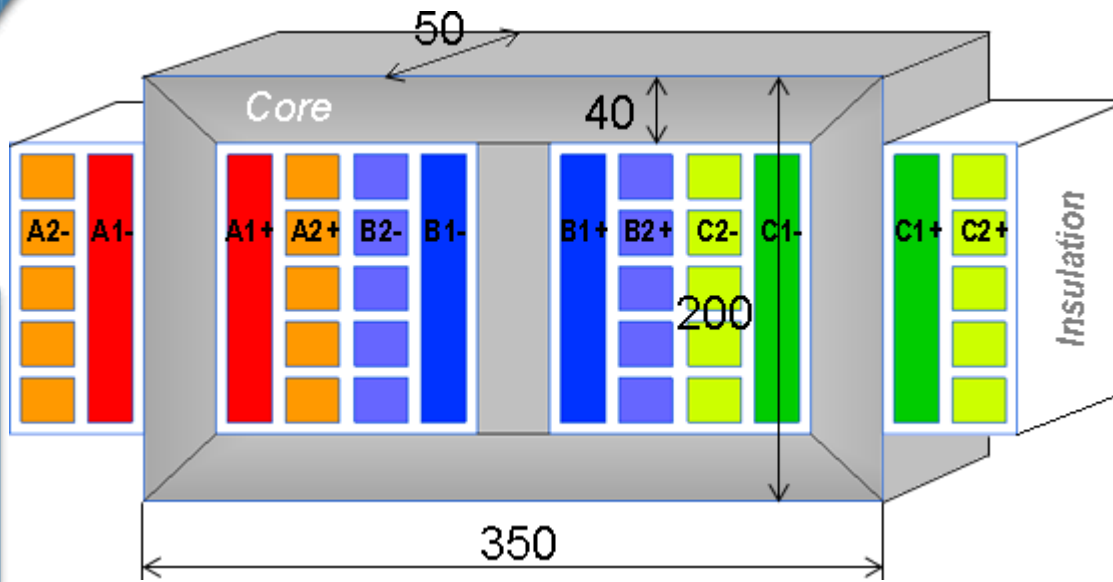 50
Core
40
A2- A1- A1+ A2+ B2- B1- B1+ B2+ C2- C1- C1+ C2+
200
Insulation
350